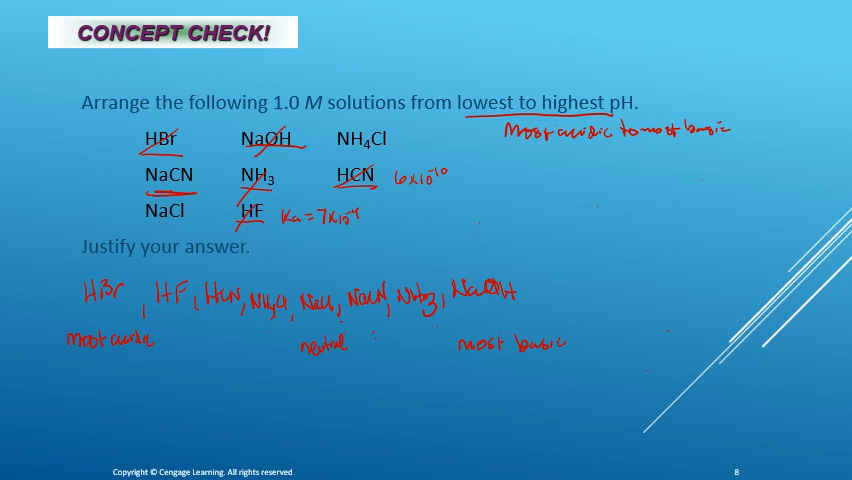 CONCEPT CHECK!
Arrange the following 1.0 M solutions from lowest to highest pH.
Most acidic to most basic
HBr NaOH NH₄Cl
NaCN NH₃ HCN 6x10⁻¹⁰
NaCl HF Ka = 7x10⁻⁴
Justify your answer.
HBr, HF, HCN, NH₄Cl, NaCl, NaCN, NH₃, NaOH
most acidic neutral most basic
Copyright © Cengage Learning. All rights reserved 8